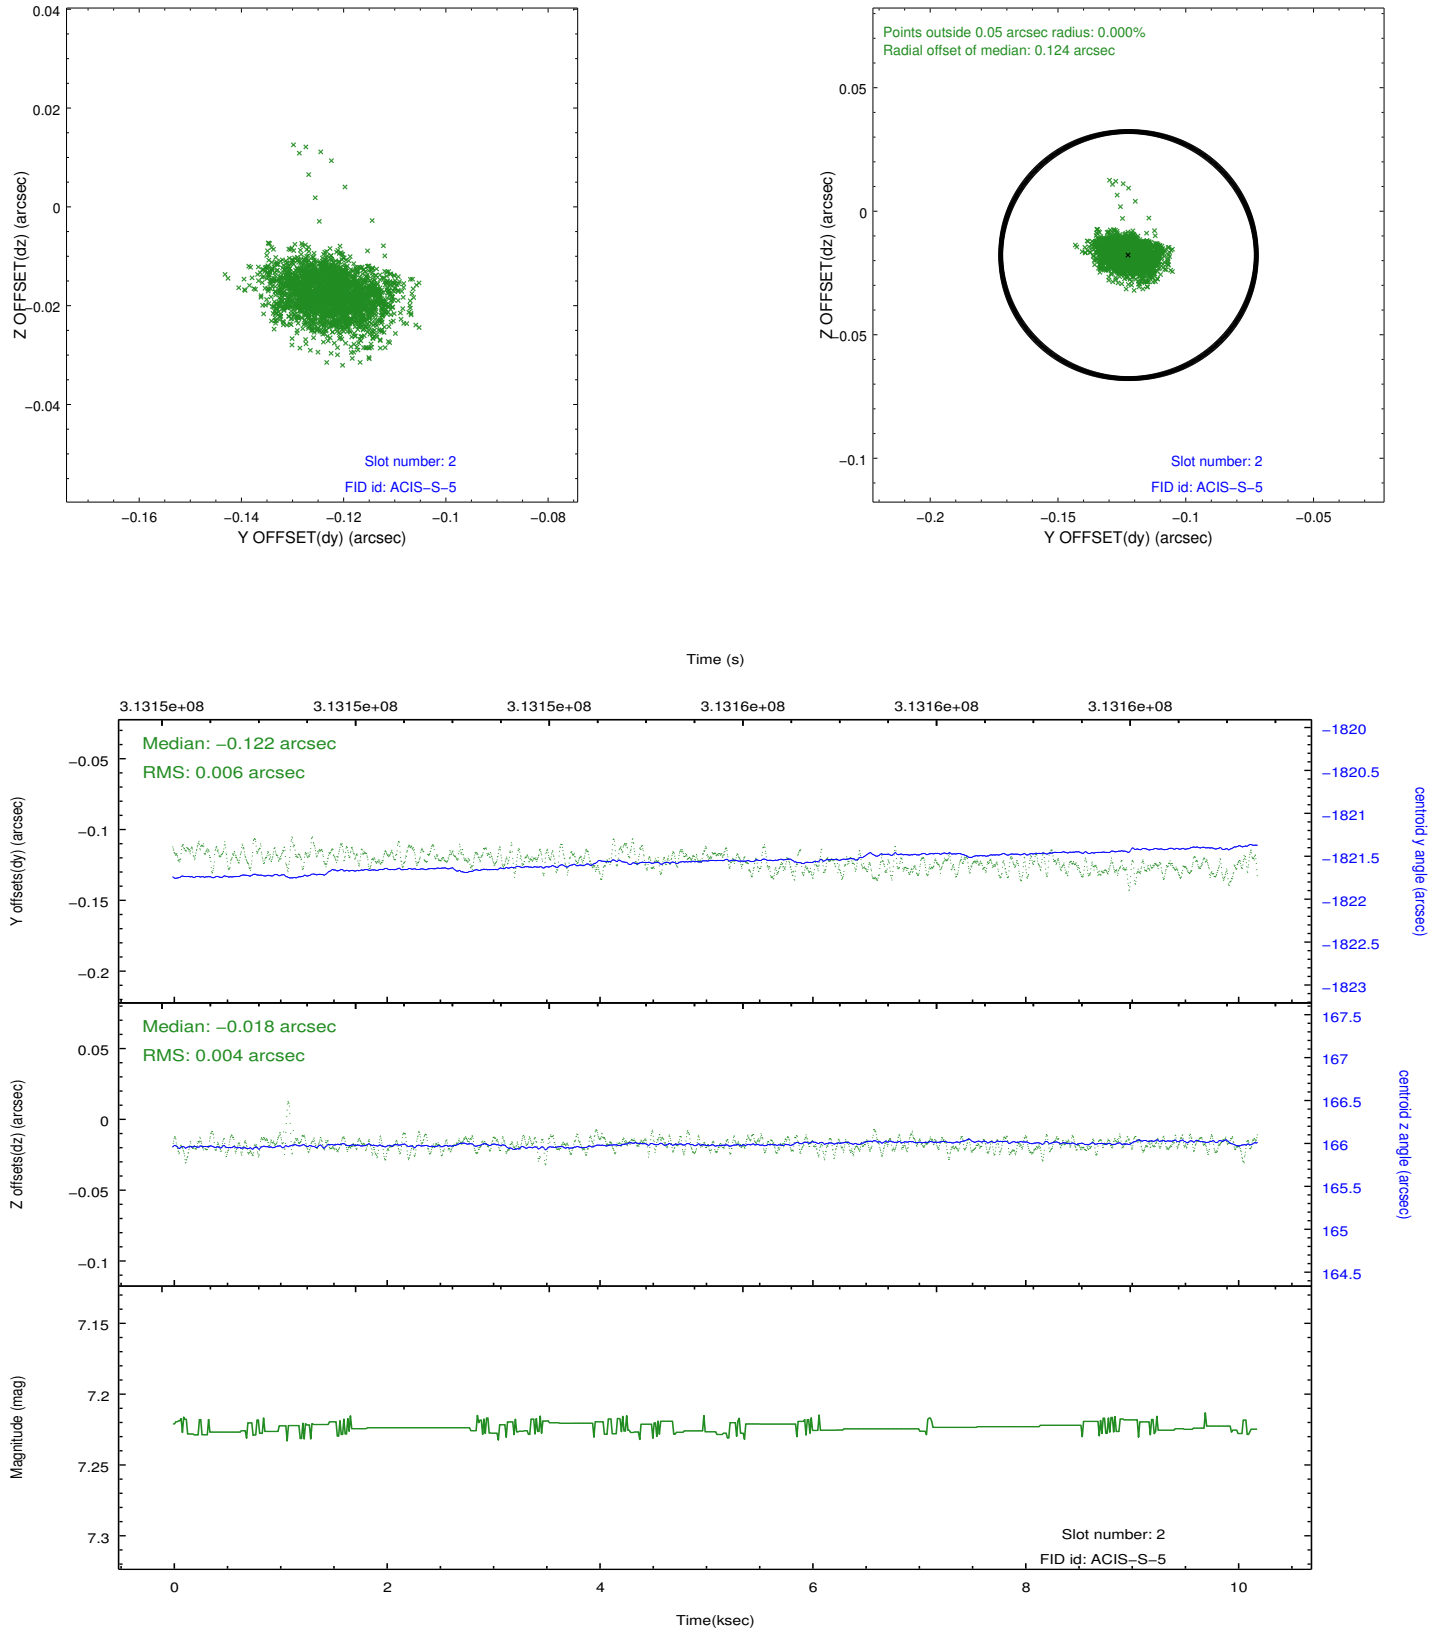 0.04
0.02
0
−0.02
−0.04
Z OFFSET(dz) (arcsec)
Slot number: 2
FID id: ACIS−S−5
−0.16
−0.14
−0.12
−0.1
−0.08
Y OFFSET(dy) (arcsec)
Points outside 0.05 arcsec radius: 0.000%
Radial offset of median: 0.124 arcsec
0.05
0
−0.05
−0.1
Z OFFSET(dz) (arcsec)
Slot number: 2
FID id: ACIS−S−5
−0.2
−0.15
−0.1
−0.05
Y OFFSET(dy) (arcsec)
Time (s)
3.1315e+08
3.1315e+08
3.1315e+08
3.1316e+08
3.1316e+08
3.1316e+08
Median: −0.122 arcsec
RMS: 0.006 arcsec
−0.05
−0.1
−0.15
−0.2
Y offsets(dy) (arcsec)
−1820
−1820.5
−1821
−1821.5
−1822
−1822.5
−1823
centroid y angle (arcsec)
Median: −0.018 arcsec
RMS: 0.004 arcsec
0.05
0
−0.05
−0.1
Z offsets(dz) (arcsec)
167.5
167
166.5
166
165.5
165
164.5
centroid z angle (arcsec)
7.15
7.2
7.25
7.3
Magnitude (mag)
Slot number: 2
FID id: ACIS−S−5
0
2
4
6
8
10
Time(ksec)